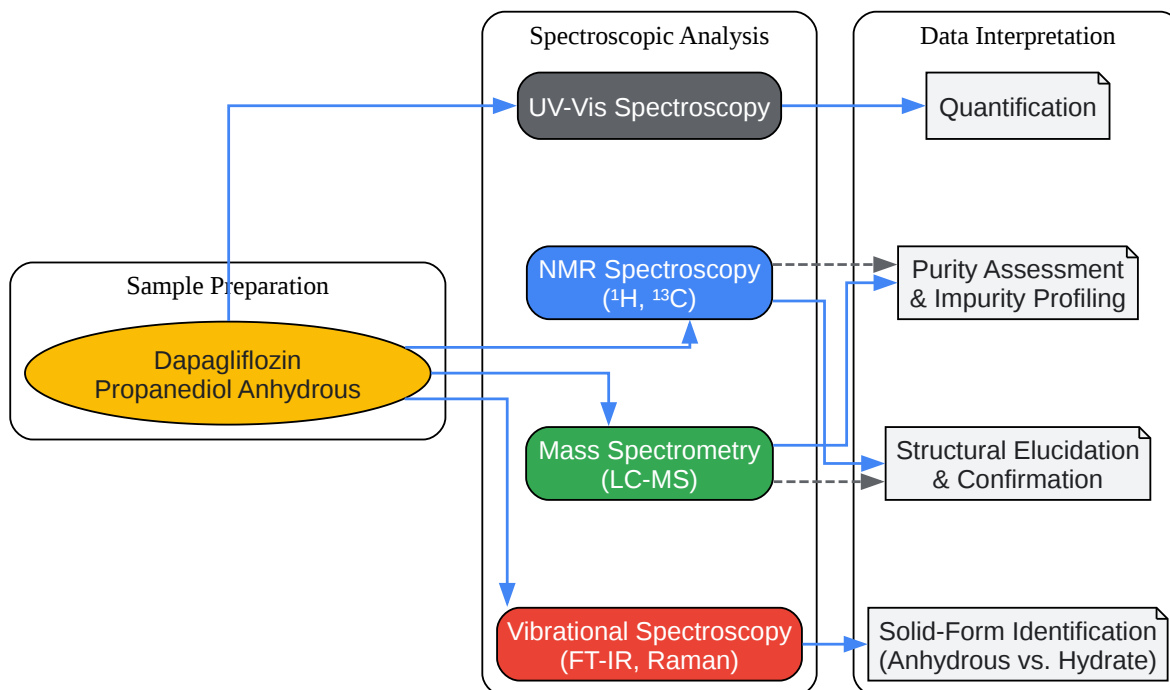 Spectroscopic Analysis
Data Interpretation
UV-Vis Spectroscopy
Quantification
Sample Preparation
NMR Spectroscopy
(¹H, ¹³C)
Purity Assessment
& Impurity Profiling
Dapagliflozin
Propanediol Anhydrous
Mass Spectrometry
(LC-MS)
Structural Elucidation
& Confirmation
Vibrational Spectroscopy
(FT-IR, Raman)
Solid-Form Identification
(Anhydrous vs. Hydrate)